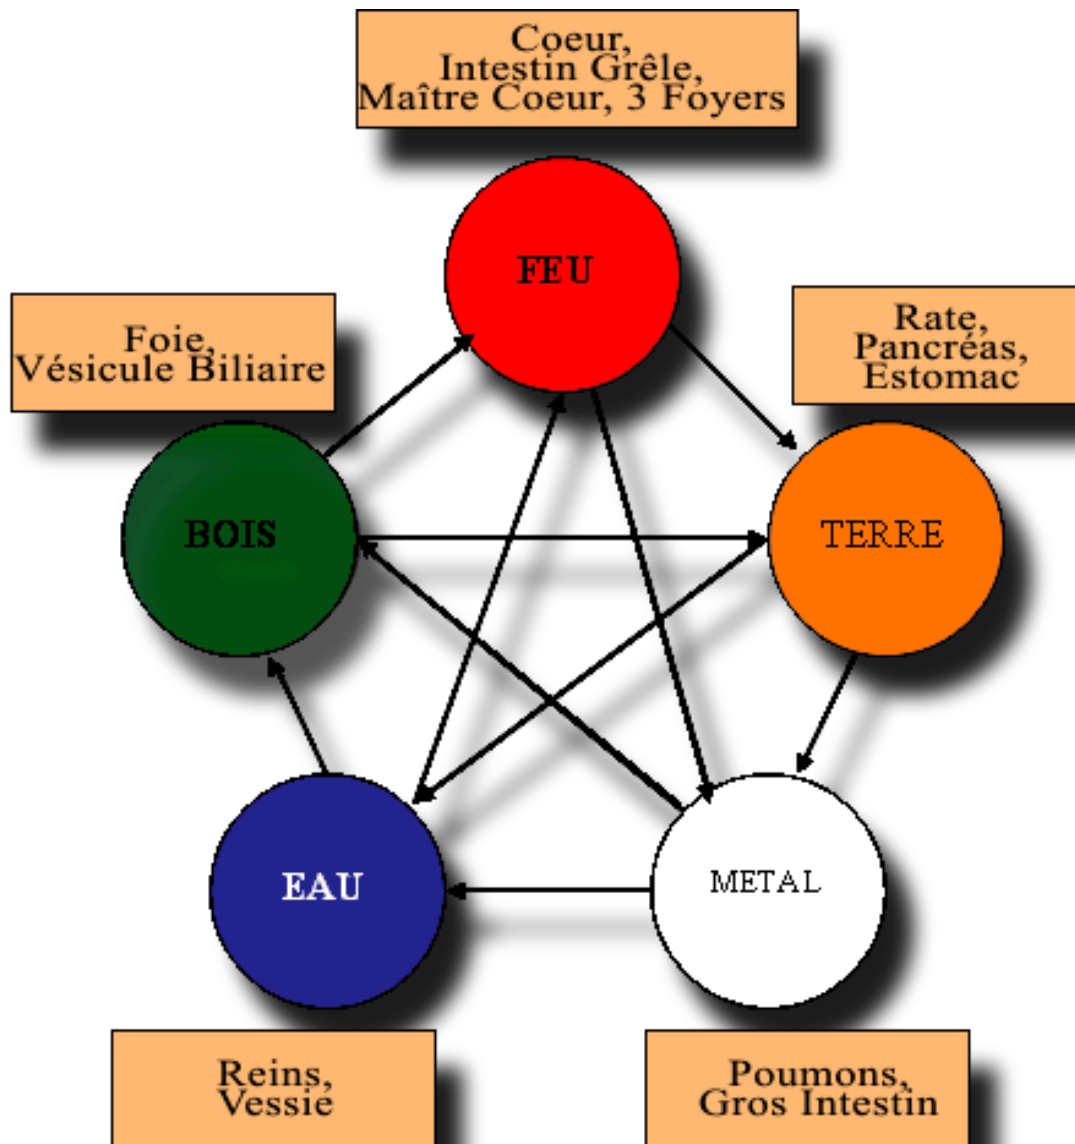 Coeur,
Intestin Grêle,
Maître Coeur, 3 Foyers
FEU
Foie,
Vésicule Biliaire
Rate,
Pancréas,
Estomac
BOIS
TERRE
EAU
METAL
Reins,
Vessie
Poumons,
Gros Intestin